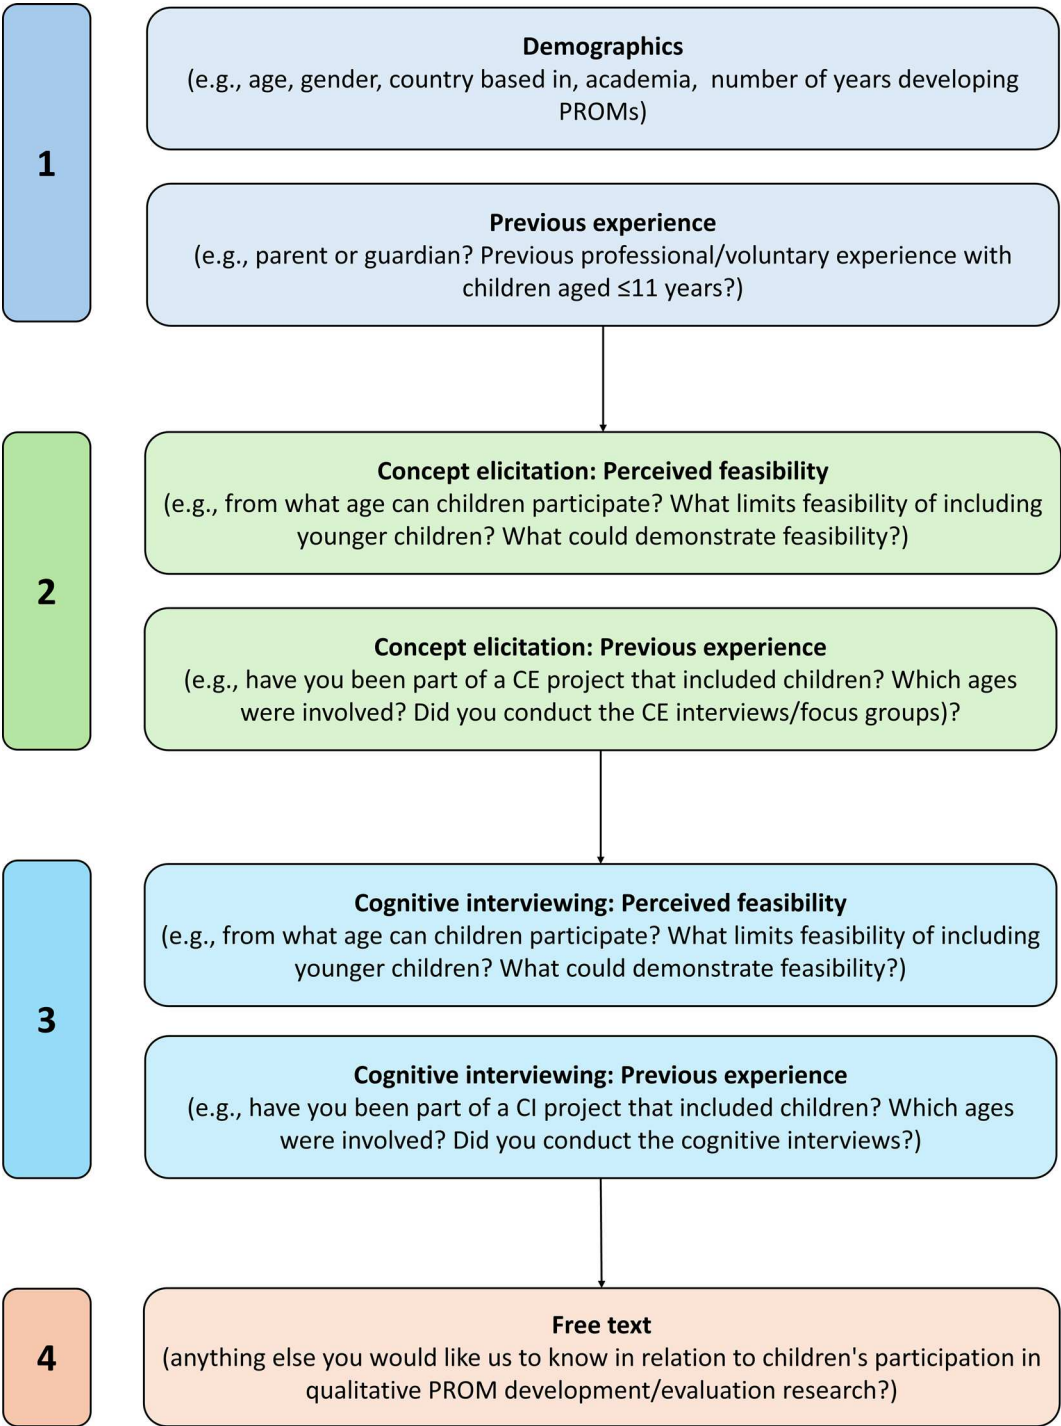 1
Demographics
(e.g., age, gender, country based in, academia,  number of years developing
PROMs)
Previous experience
(e.g., parent or guardian? Previous professional/voluntary experience with
children aged ≤11 years?)
2
Concept elicitation: Perceived feasibility
(e.g., from what age can children participate? What limits feasibility of including
younger children? What could demonstrate feasibility?)
Concept elicitation: Previous experience
(e.g., have you been part of a CE project that included children? Which ages
were involved? Did you conduct the CE interviews/focus groups)?
3
Cognitive interviewing: Perceived feasibility
(e.g., from what age can children participate? What limits feasibility of including
younger children? What could demonstrate feasibility?)
Cognitive interviewing: Previous experience
(e.g., have you been part of a CI project that included children? Which ages
were involved? Did you conduct the cognitive interviews?)
4
Free text
(anything else you would like us to know in relation to children's participation in
qualitative PROM development/evaluation research?)